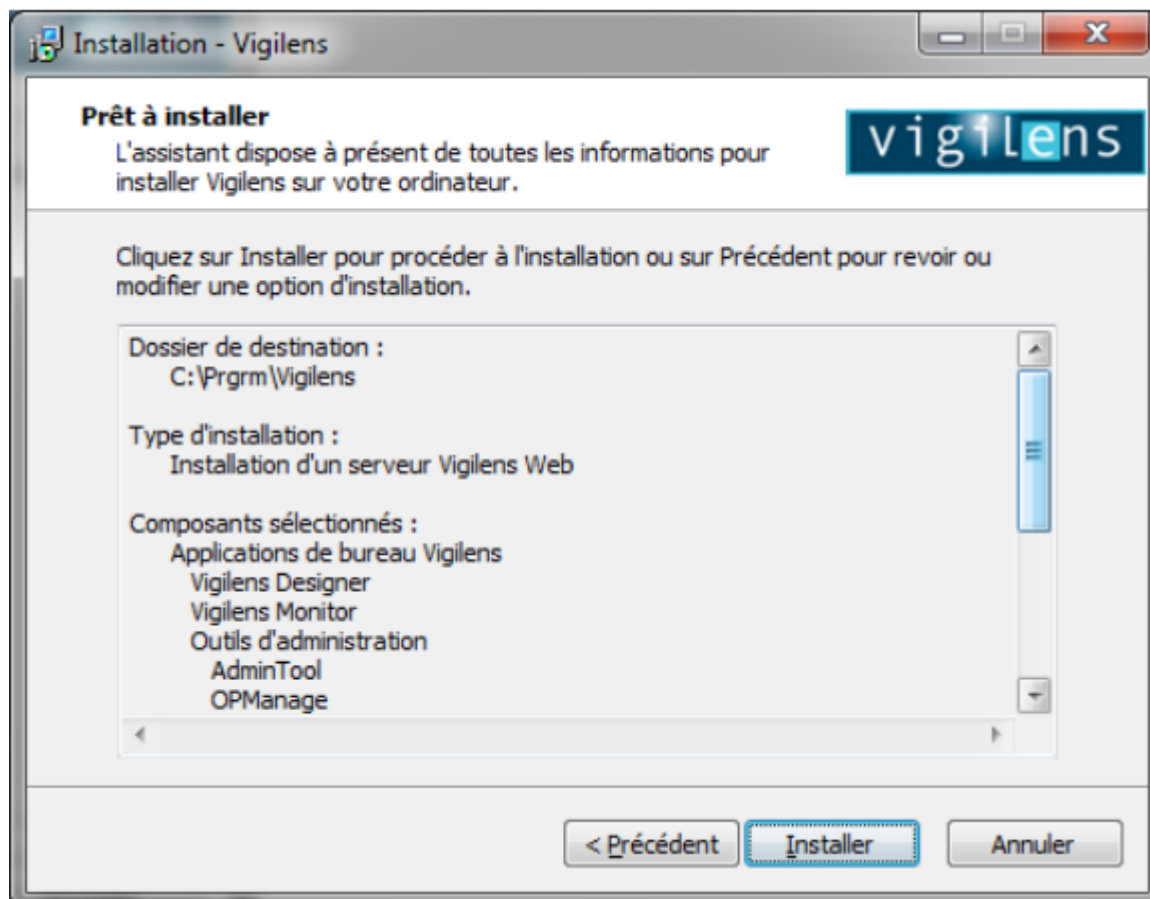 Installation - Vigilens
Prêt à installer
L'assistant dispose à présent de toutes les informations pour
installer Vigilens sur votre ordinateur.
vigilens
Cliquez sur Installer pour procéder à l'installation ou sur Précédent pour revoir ou
modifier une option d'installation.
Dossier de destination :
C:\Prgrm\Vigilens
Type d'installation :
Installation d'un serveur Vigilens Web
Composants sélectionnés :
Applications de bureau Vigilens
Vigilens Designer
Vigilens Monitor
Outils d'administration
AdminTool
OPManage
< Précédent
Installer
Annuler